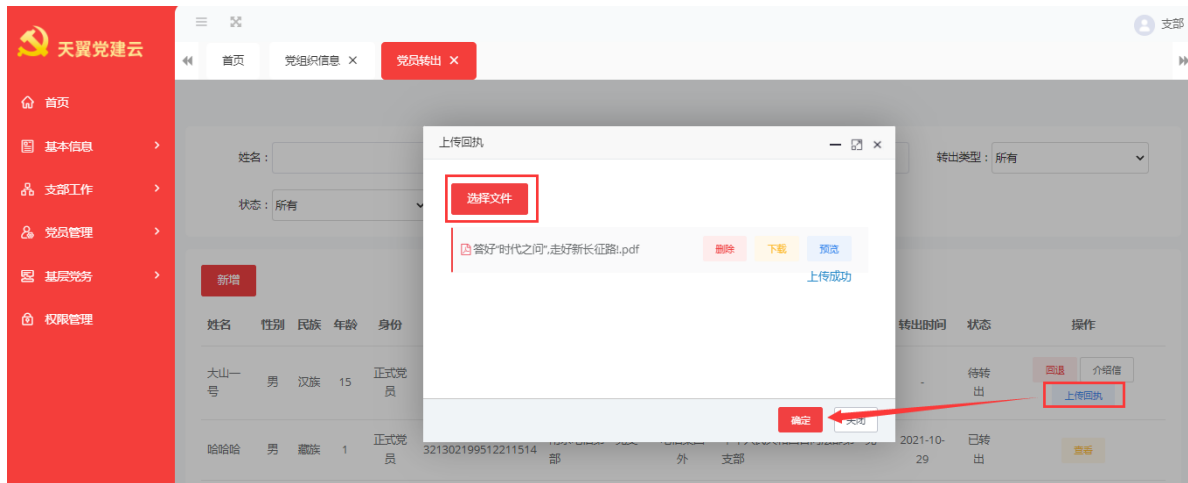 天翼党建云
支部
首页
党组织信息 ×
党员转出 ×
首页
基本信息
支部工作
党员管理
基层党务
权限管理
姓名：
转出类型：所有
状态：所有
上传回执
选择文件
答好“时代之问”,走好新长征路!.pdf
删除
下载
预览
上传成功
确定
关闭
新增
姓名 性别 民族 年龄 身份 转出时间 状态 操作
大山一号 男 汉族 15 正式党员 - 待转出 回退 介绍信
上传回执
哈哈哈 男 藏族 1 正式党员 321302199512211514 部 外 支部 2021-10-29 已转出 查看